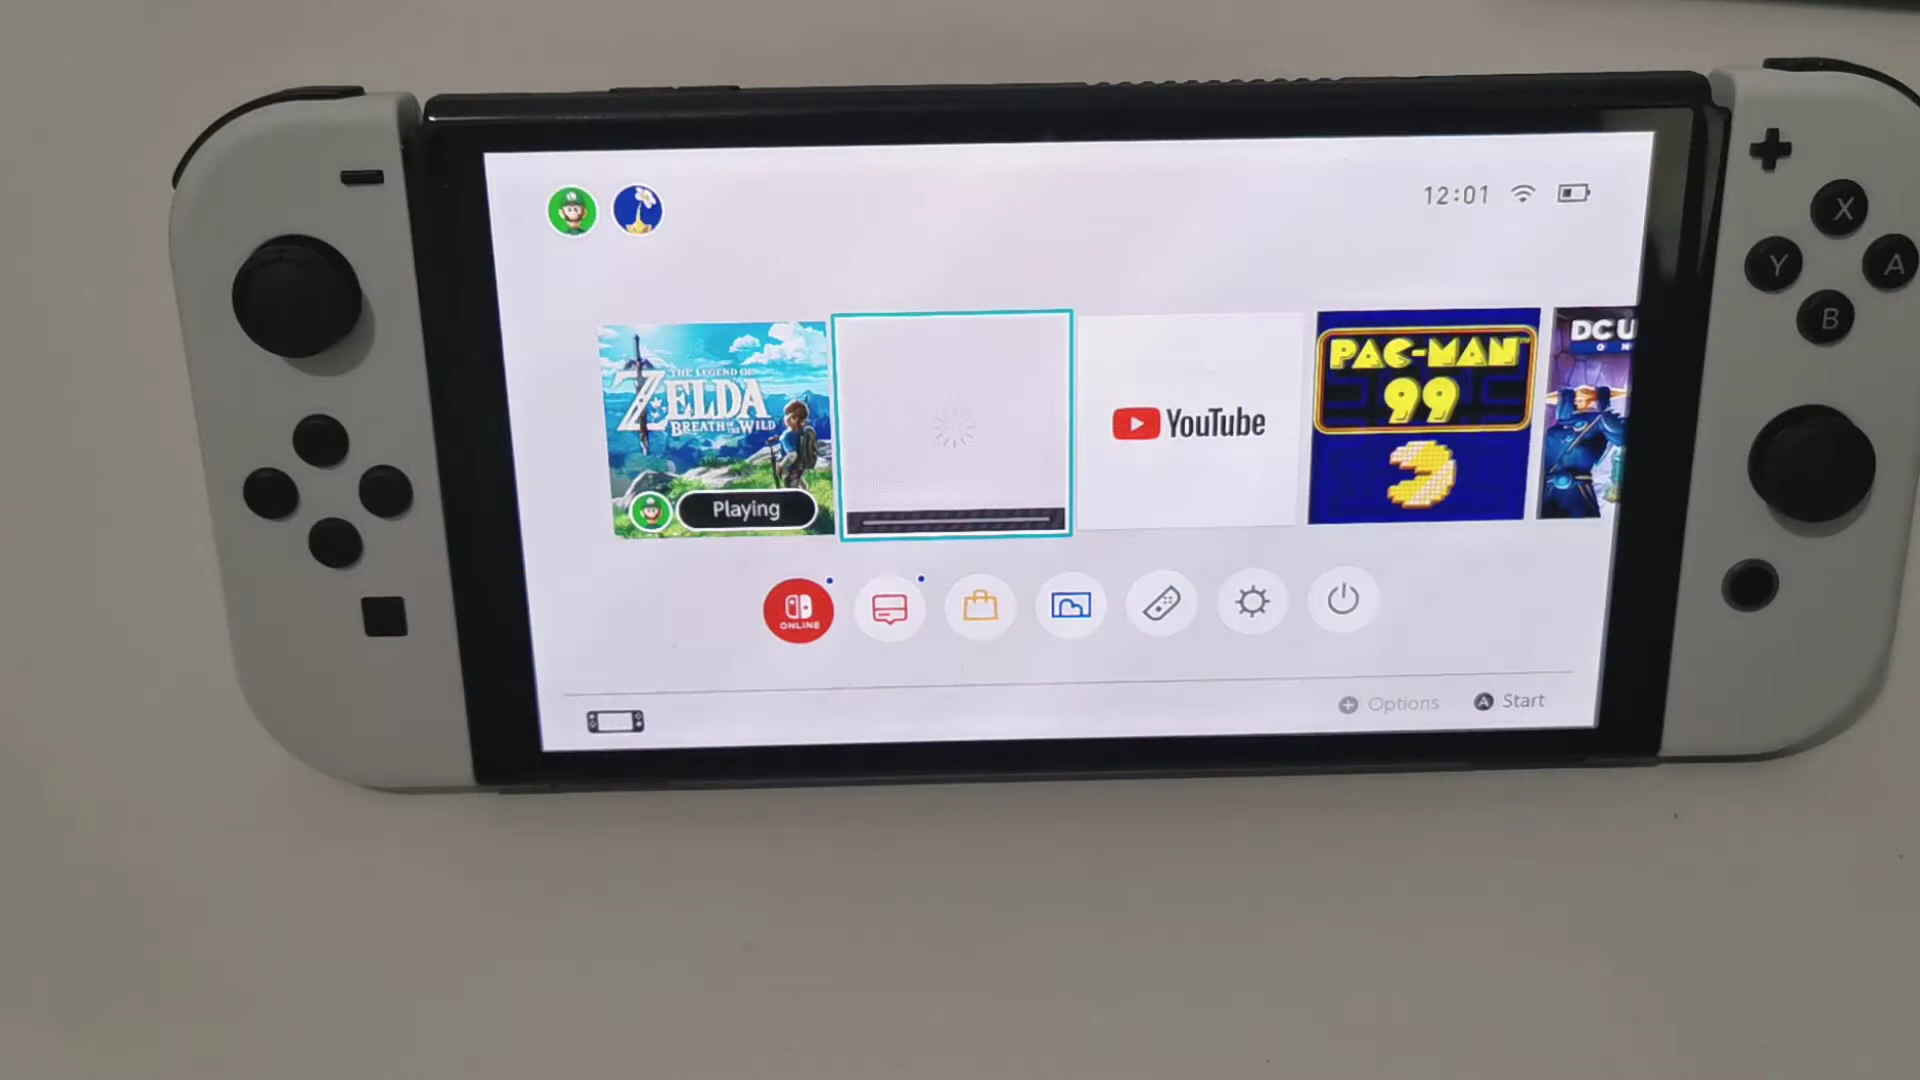 12:01
THE LEGEND OF
ZELDA
BREATH OF THE WILD
Playing
YouTube
PAC-MAN
99
DC U
ONLINE
Options
A Start
X
Y
A
B